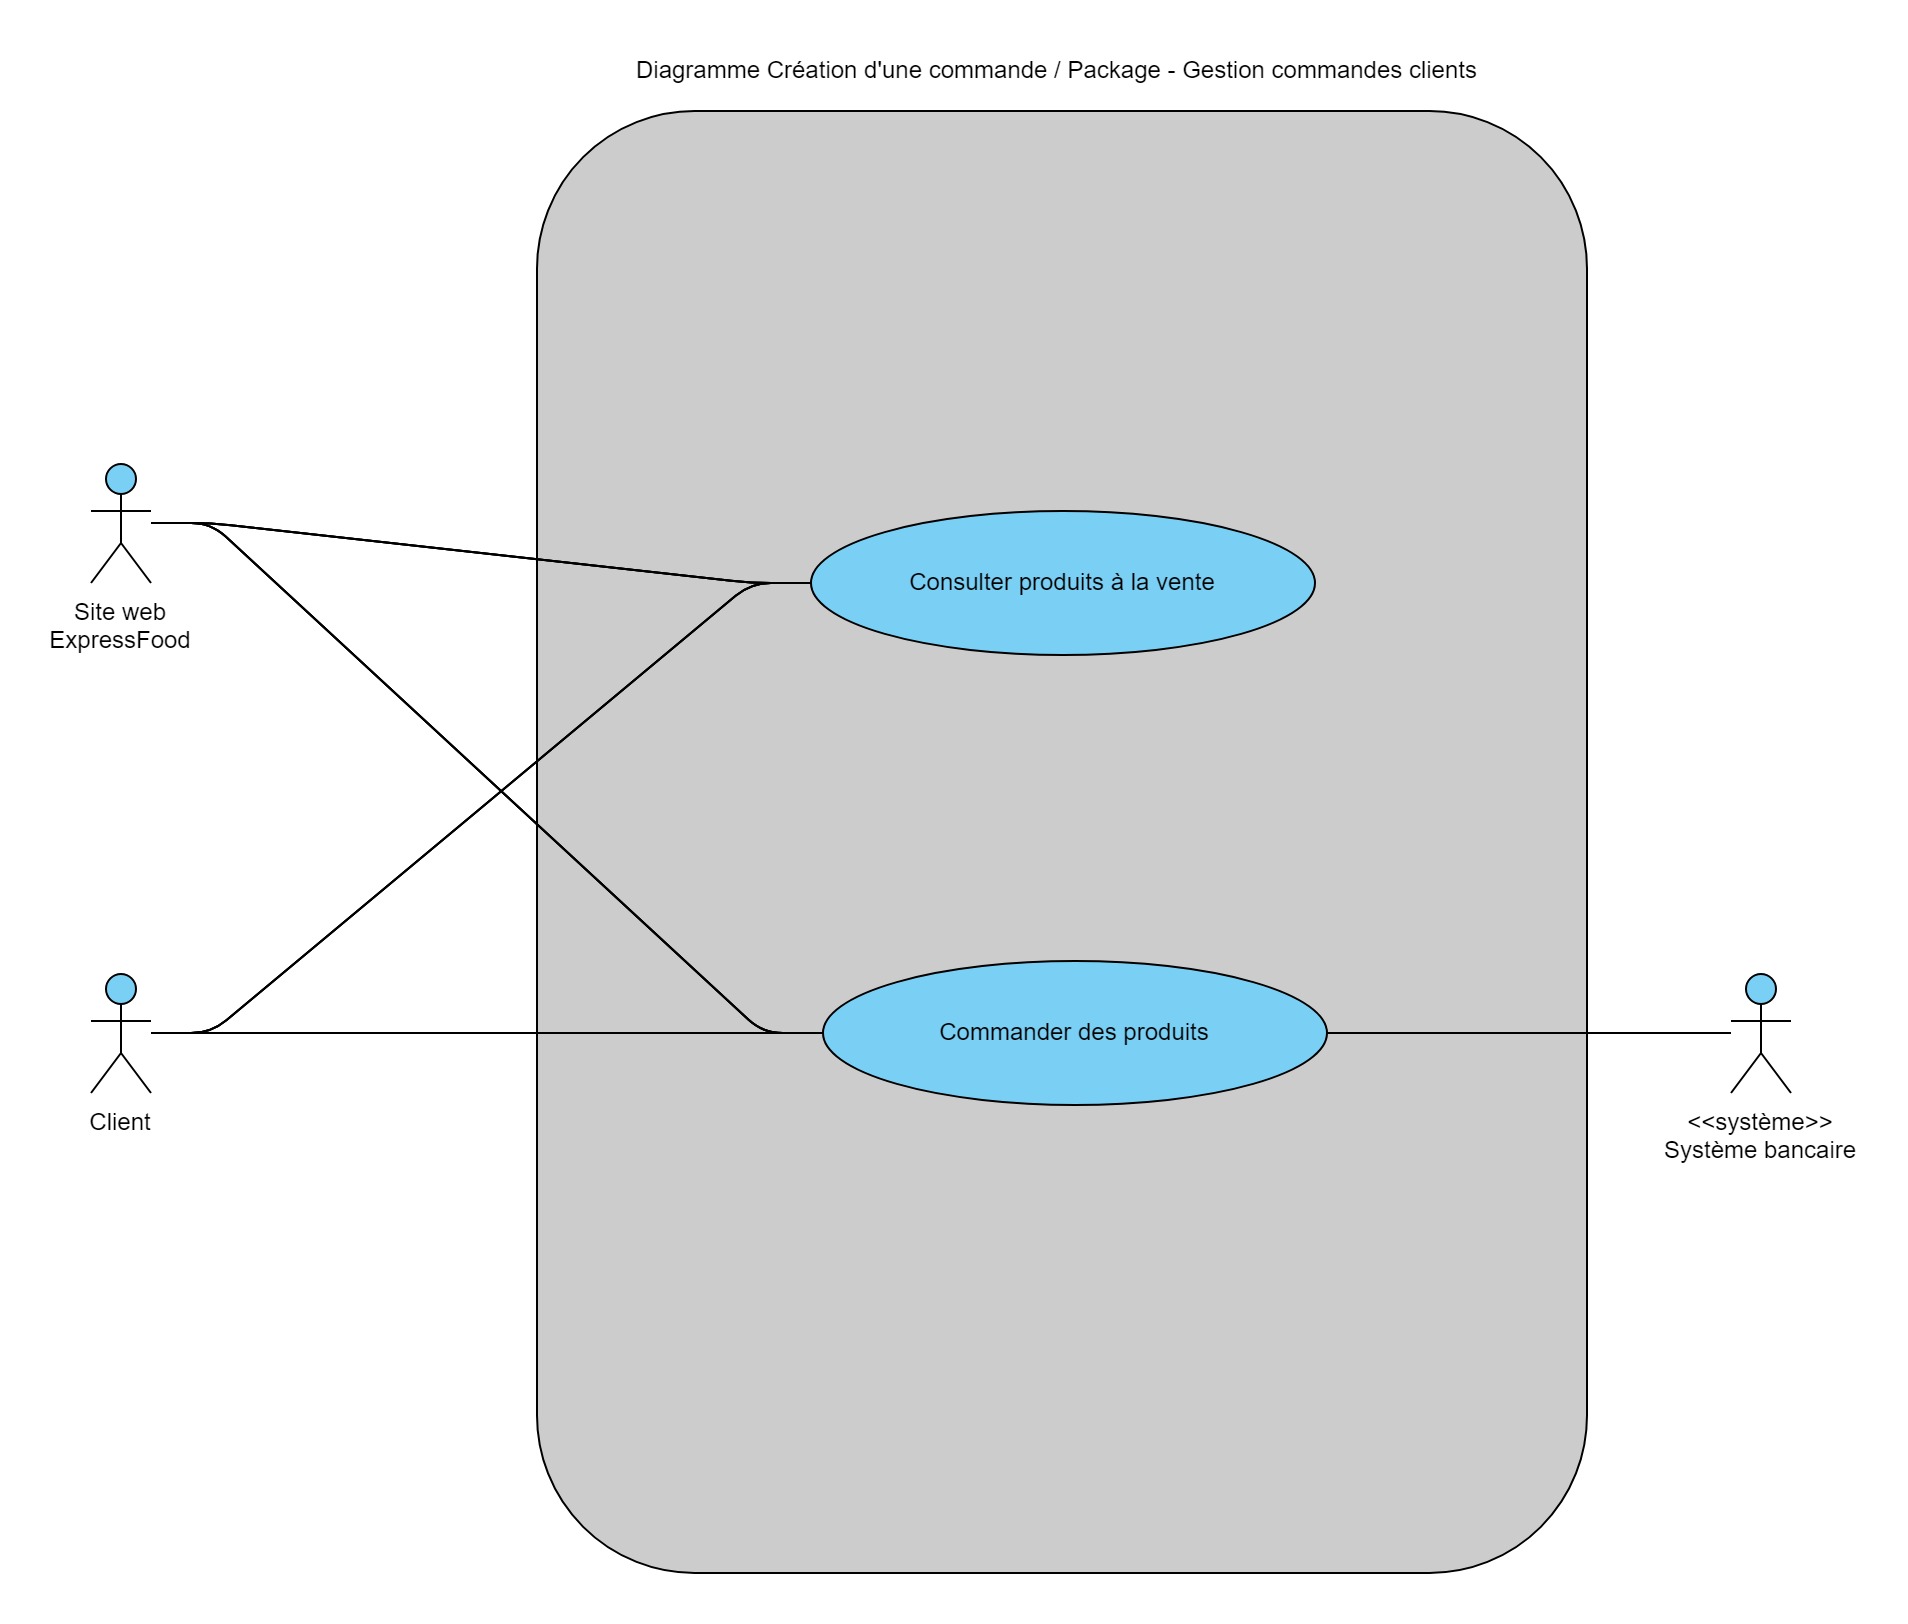 Diagramme Création d'une commande / Package - Gestion commandes clients
Site web
ExpressFood
Consulter produits à la vente
Client
Commander des produits
<<système>>
Système bancaire